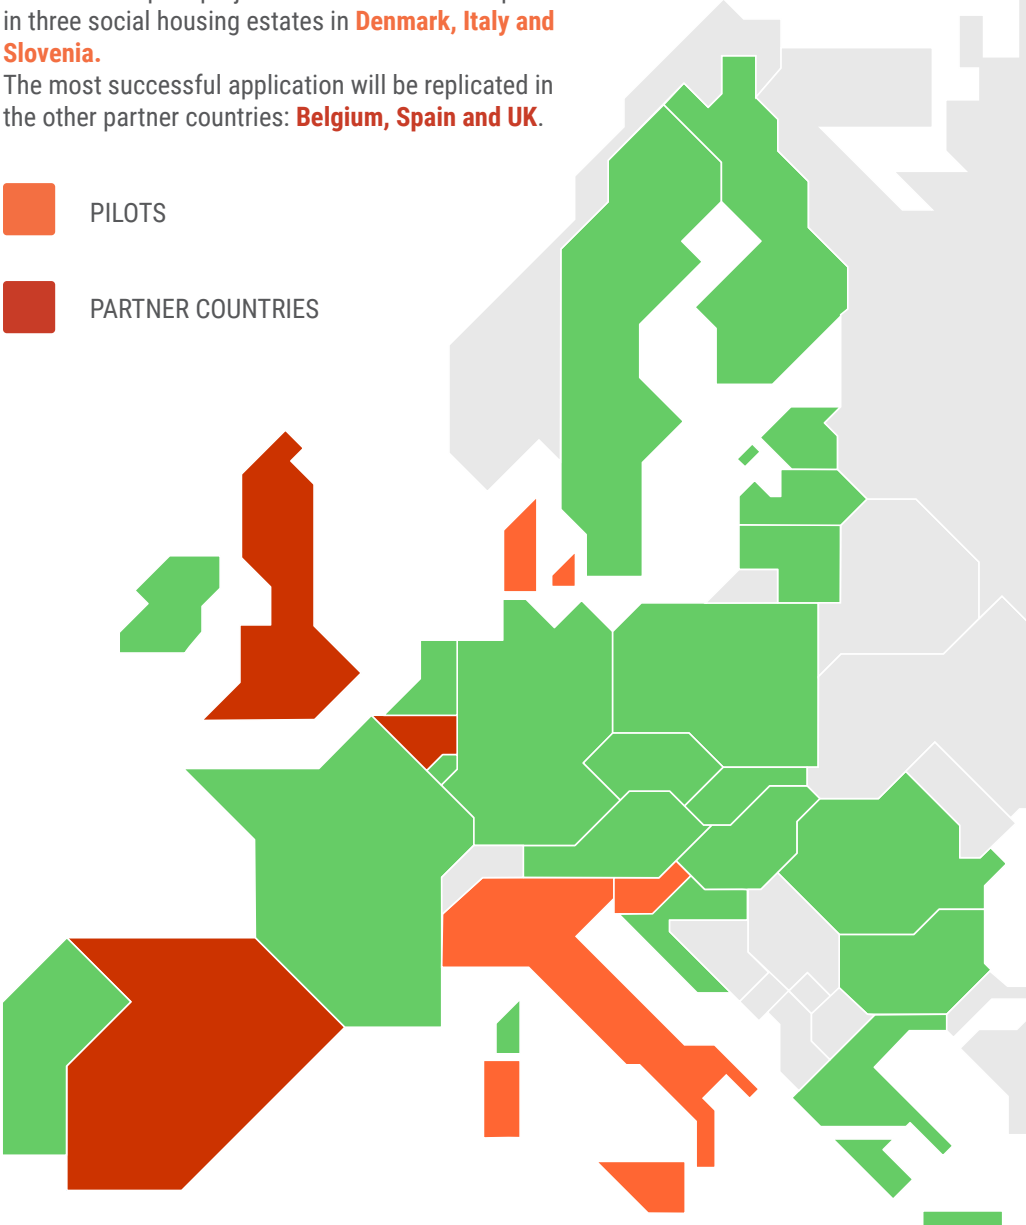 in three social housing estates in Denmark, Italy and
Slovenia.
The most successful application will be replicated in
the other partner countries: Belgium, Spain and UK.
PILOTS
PARTNER COUNTRIES